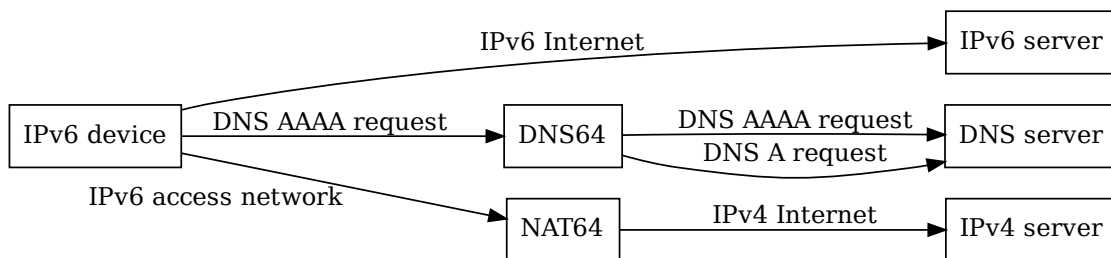 IPv6 Internet
IPv6 server
IPv6 device
DNS AAAA request
DNS64
DNS AAAA request
DNS A request
DNS server
IPv6 access network
NAT64
IPv4 Internet
IPv4 server